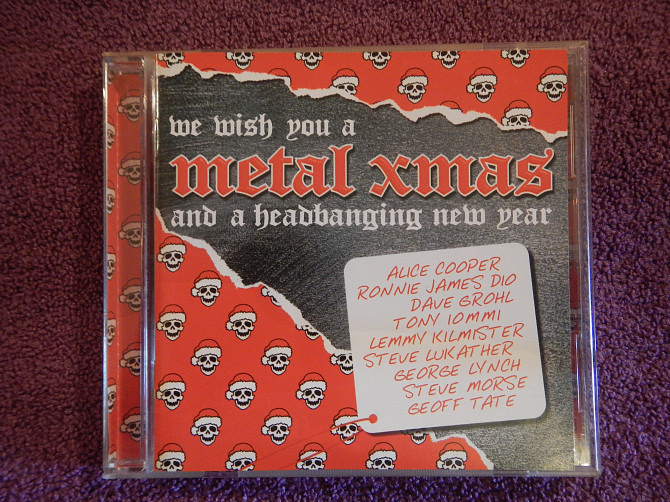 we wish you a
metal xmas
and a headbanging new year
ALICE COOPER
RONNIE JAMES DIO
DAVE GROHL
TONY IOMMI
LEMMY KILMISTER
STEVE LUKATHER
GEORGE LYNCH
STEVE MORSE
GEOFF TATE